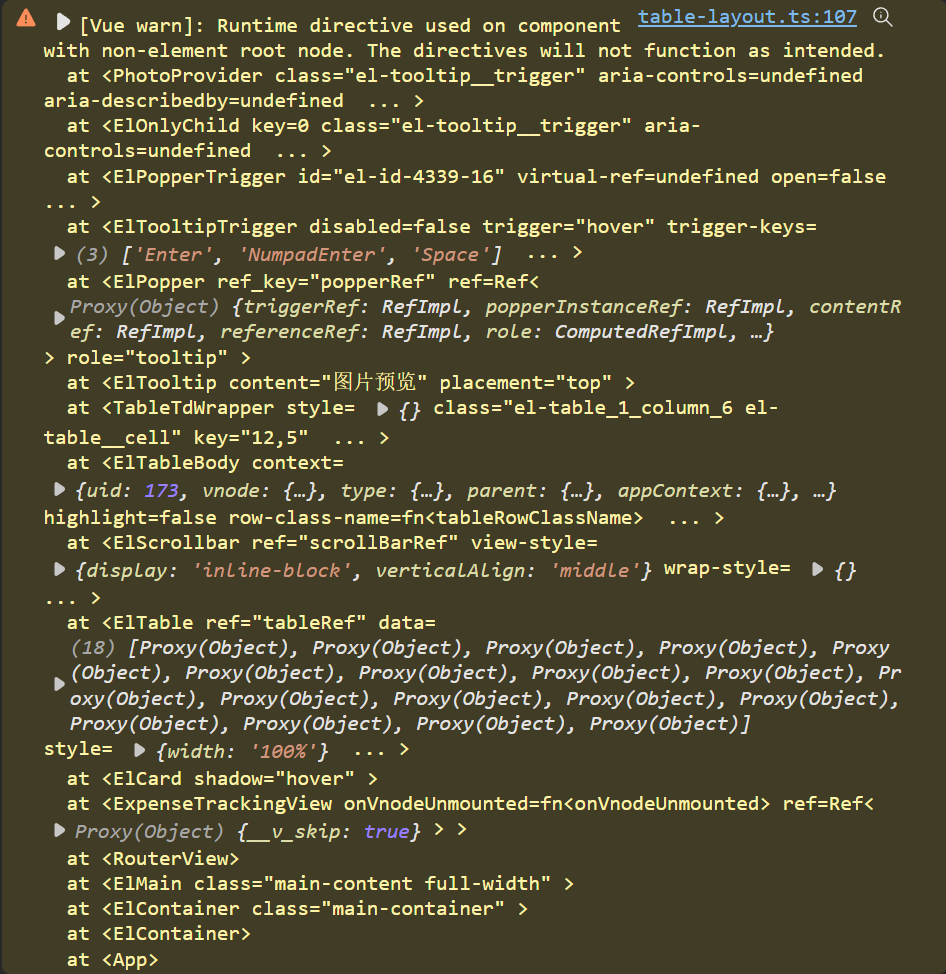 [Vue warn]: Runtime directive used on component table-layout.ts:107
with non-element root node. The directives will not function as intended.
at <PhotoProvider class="el-tooltip__trigger" aria-controls=undefined
aria-describedby=undefined ... >
at <ElOnlyChild key=0 class="el-tooltip__trigger" aria-
controls=undefined ... >
at <ElPopperTrigger id="el-id-4339-16" virtual-ref=undefined open=false
... >
at <ElTooltipTrigger disabled=false trigger="hover" trigger-keys=
(3) ['Enter', 'NumpadEnter', 'Space'] ... >
at <ElPopper ref_key="popperRef" ref=Ref<
Proxy(Object) {triggerRef: RefImpl, popperInstanceRef: RefImpl, contentR
ef: RefImpl, referenceRef: RefImpl, role: ComputedRefImpl, …}
> role="tooltip" >
at <ElTooltip content="图片预览" placement="top" >
at <TableTdWrapper style= {} class="el-table_1_column_6 el-
table__cell" key="12,5" ... >
at <ElTableBody context=
{uid: 173, vnode: {…}, type: {…}, parent: {…}, appContext: {…}, …}
highlight=false row-class-name=fn<tableRowClassName> ... >
at <ElScrollbar ref="scrollBarRef" view-style=
{display: 'inline-block', verticalAlign: 'middle'} wrap-style= {}
... >
at <ElTable ref="tableRef" data=
(18) [Proxy(Object), Proxy(Object), Proxy(Object), Proxy(Object), Proxy
(Object), Proxy(Object), Proxy(Object), Proxy(Object), Proxy(Object), Pr
oxy(Object), Proxy(Object), Proxy(Object), Proxy(Object), Proxy(Object),
Proxy(Object), Proxy(Object), Proxy(Object), Proxy(Object)]
style= {width: '100%'} ... >
at <ElCard shadow="hover" >
at <ExpenseTrackingView onVnodeUnmounted=fn<onVnodeUnmounted> ref=Ref<
Proxy(Object) {__v_skip: true} > >
at <RouterView>
at <ElMain class="main-content full-width" >
at <ElContainer class="main-container" >
at <ElContainer>
at <App>